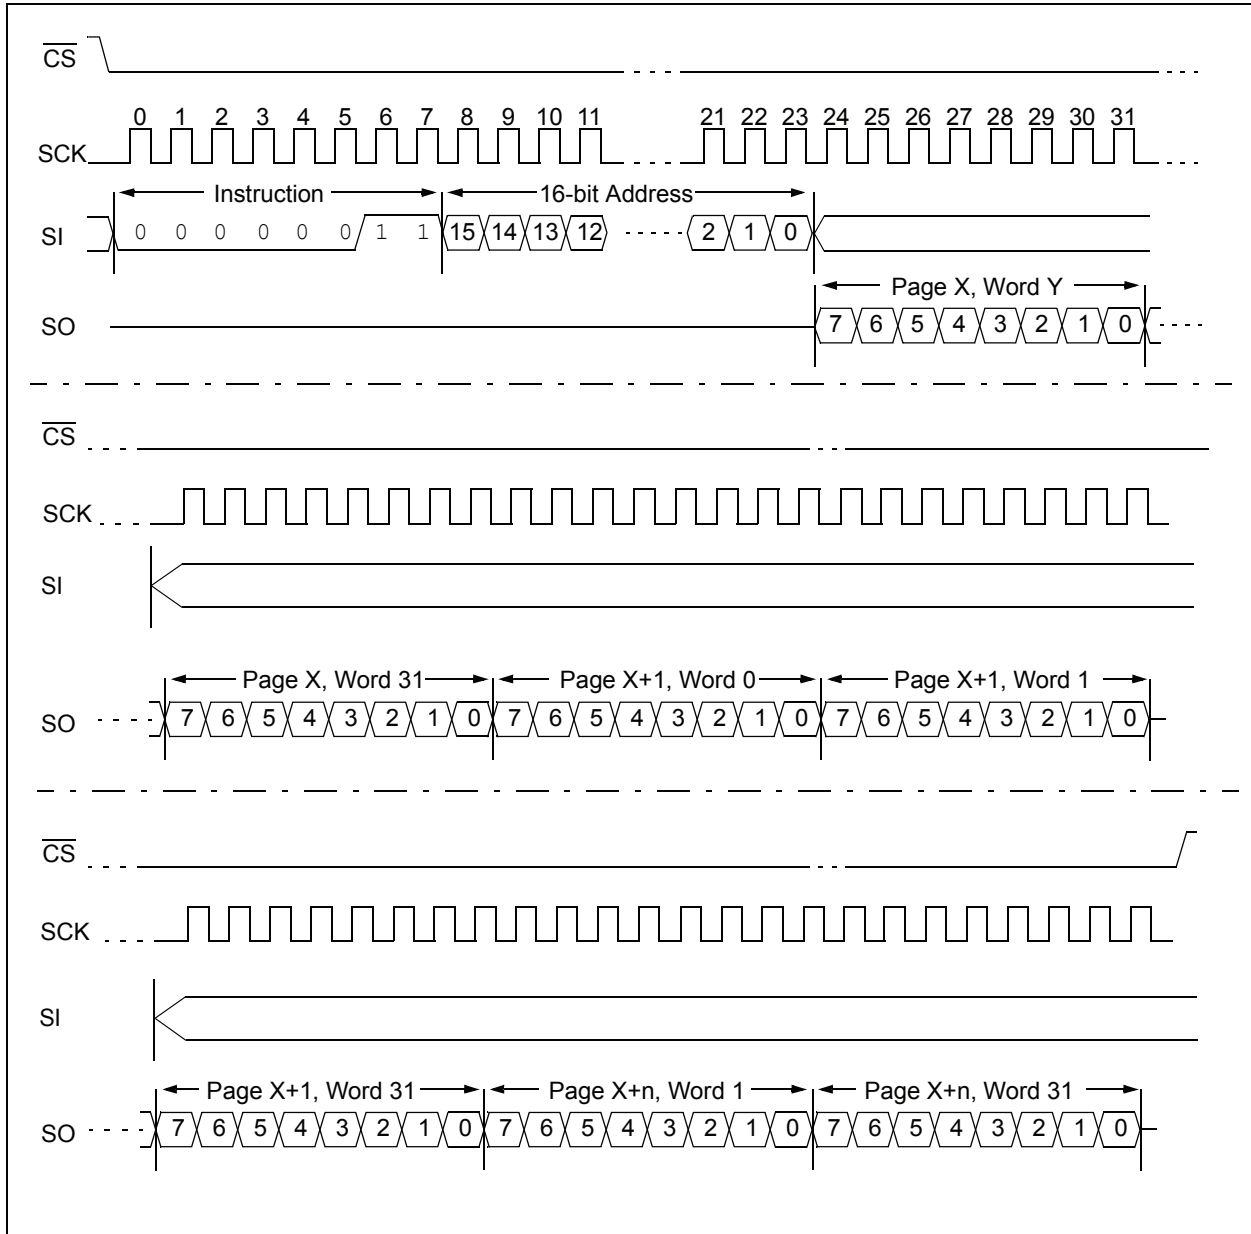 CS
0 1 2 3 4 5 6 7 8 9 10 11 21 22 23 24 25 26 27 28 29 30 31
SCK
Instruction 16-bit Address
SI 0 0 0 0 0 0 1 1 15 14 13 12 2 1 0
Page X, Word Y
SO 7 6 5 4 3 2 1 0
CS
SCK
SI
Page X, Word 31 Page X+1, Word 0 Page X+1, Word 1
SO 7 6 5 4 3 2 1 0 7 6 5 4 3 2 1 0 7 6 5 4 3 2 1 0
CS
SCK
SI
Page X+1, Word 31 Page X+n, Word 1 Page X+n, Word 31
SO 7 6 5 4 3 2 1 0 7 6 5 4 3 2 1 0 7 6 5 4 3 2 1 0